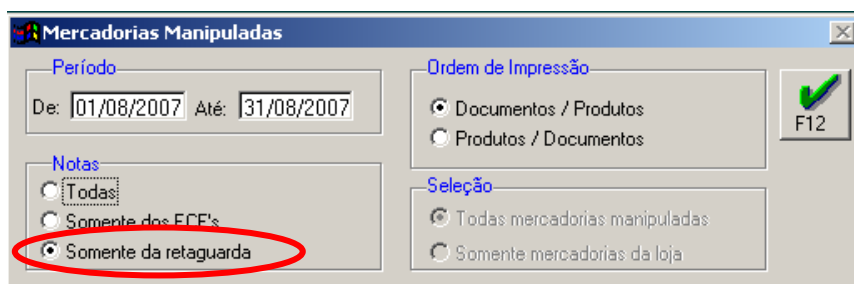 Mercadorias Manipuladas
Período
De: 01/08/2007 Até: 31/08/2007
Notas
Todas
Somente dos ECF's
Somente da retaguarda
Ordem de Impressão
Documentos / Produtos
Produtos / Documentos
Seleção
Todas mercadorias manipuladas
Somente mercadorias da loja
F12